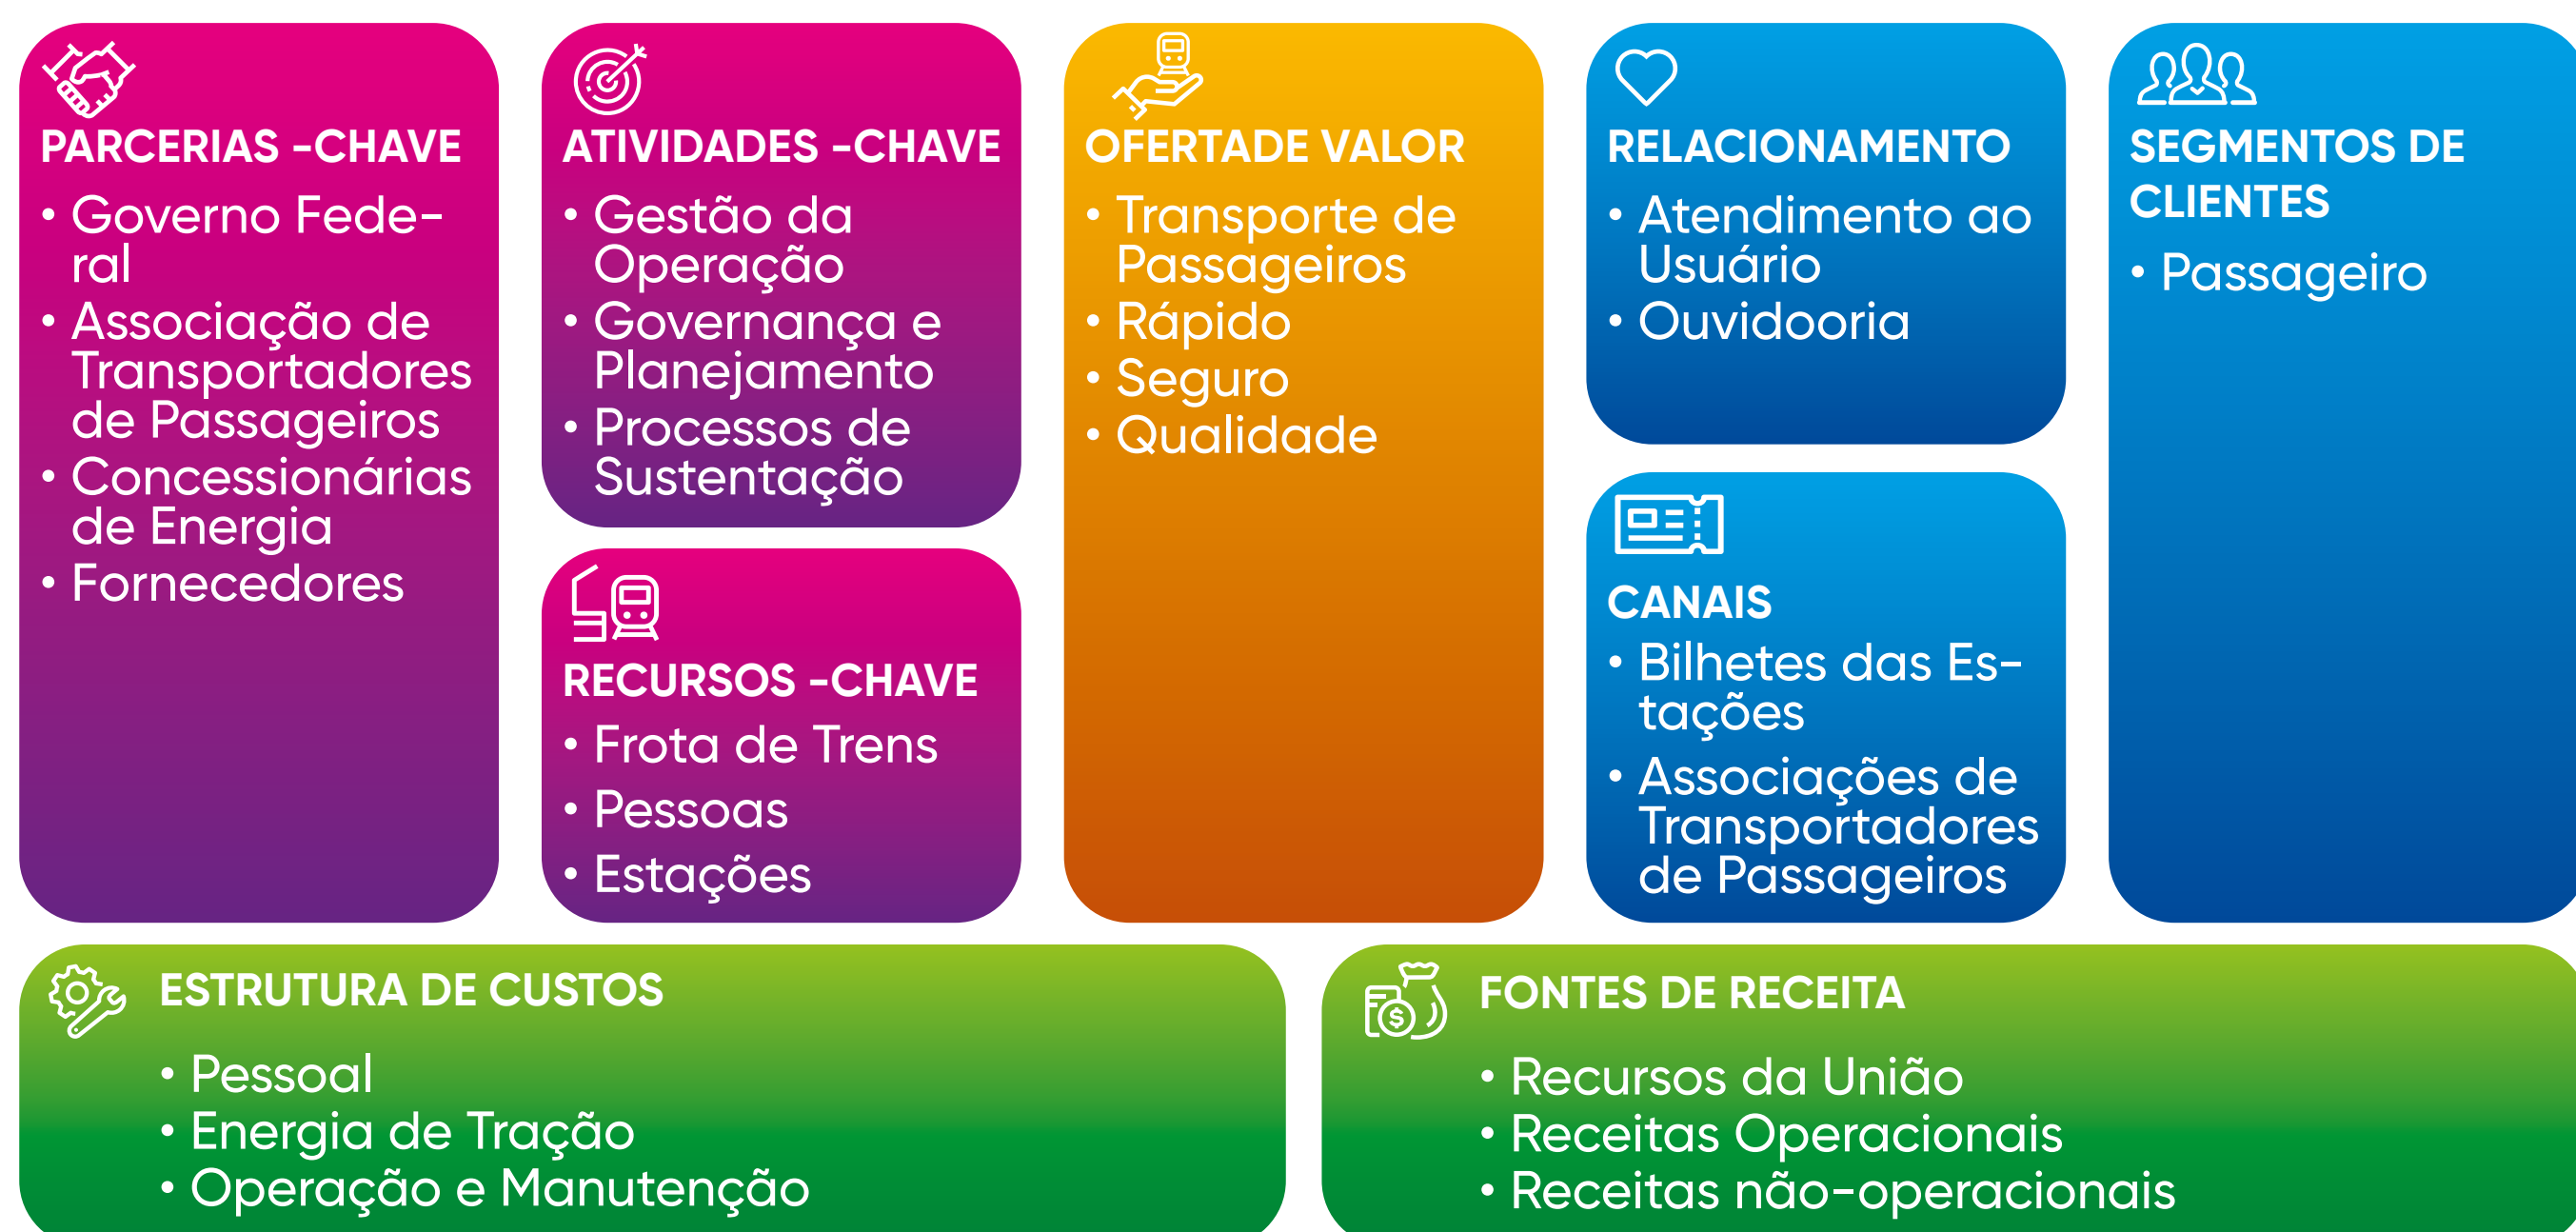 PARCERIAS -CHAVE
• Governo Fede-
ral
• Associação de
Transportadores
de Passageiros
• Concessionárias
de Energia
• Fornecedores
ATIVIDADES -CHAVE
• Gestão da
Operação
• Governança e
Planejamento
• Processos de
Sustentação
RECURSOS -CHAVE
• Frota de Trens
• Pessoas
• Estações
OFERTADE VALOR
• Transporte de
Passageiros
• Rápido
• Seguro
• Qualidade
RELACIONAMENTO
• Atendimento ao
Usuário
• Ouvidooria
CANAIS
• Bilhetes das Es-
tações
• Associações de
Transportadores
de Passageiros
SEGMENTOS DE
CLIENTES
• Passageiro
ESTRUTURA DE CUSTOS
• Pessoal
• Energia de Tração
• Operação e Manutenção
FONTES DE RECEITA
• Recursos da União
• Receitas Operacionais
• Receitas não-operacionais